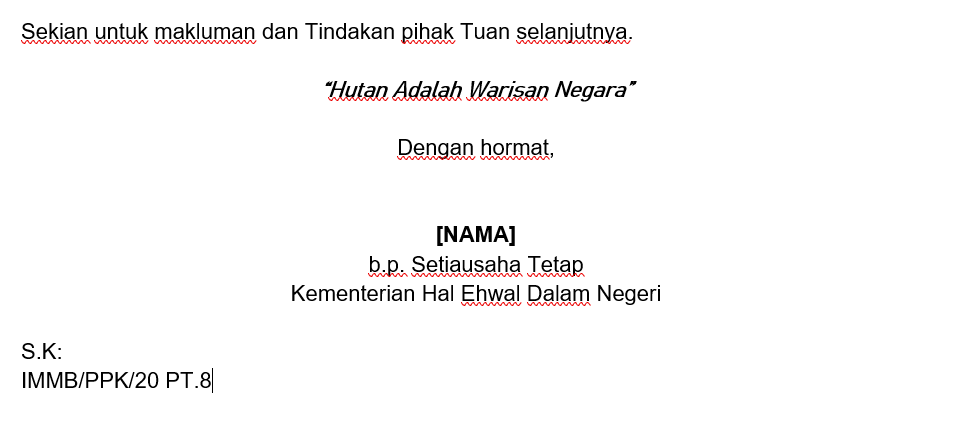 Sekian untuk makluman dan Tindakan pihak Tuan selanjutnya.
“Hutan Adalah Warisan Negara”
Dengan hormat,
[NAMA]
b.p. Setiausaha Tetap
Kementerian Hal Ehwal Dalam Negeri
S.K:
IMMB/PPK/20 PT.8